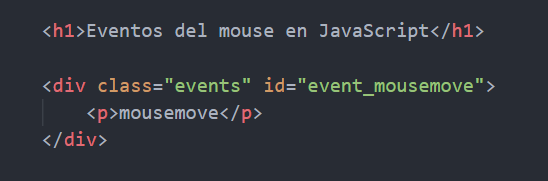 <h1>Eventos del mouse en JavaScript</h1>
<div class="events" id="event_mousemove">
<p>mousemove</p>
</div>